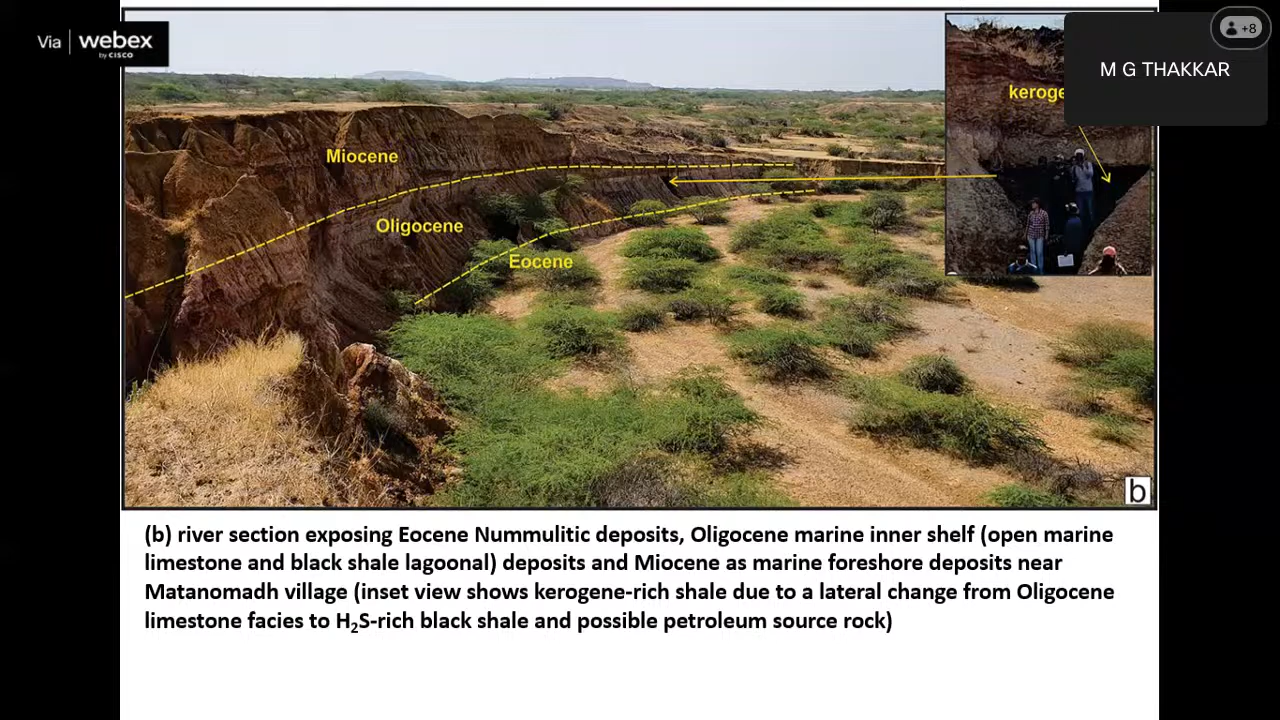 Via webex
by CISCO
+8
M G THAKKAR
Miocene
Oligocene
Eocene
b
(b) river section exposing Eocene Nummulitic deposits, Oligocene marine inner shelf (open marine
limestone and black shale lagoonal) deposits and Miocene as marine foreshore deposits near
Matanomadh village (inset view shows kerogene-rich shale due to a lateral change from Oligocene
limestone facies to H₂S-rich black shale and possible petroleum source rock)